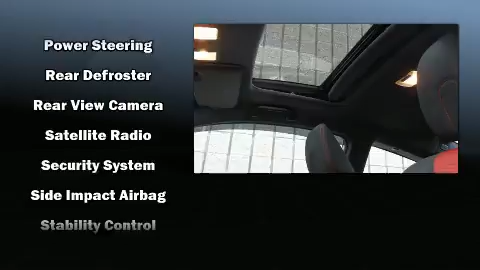 Power Steering
Rear Defroster
Rear View Camera
Satellite Radio
Security System
Side Impact Airbag
Stability Control